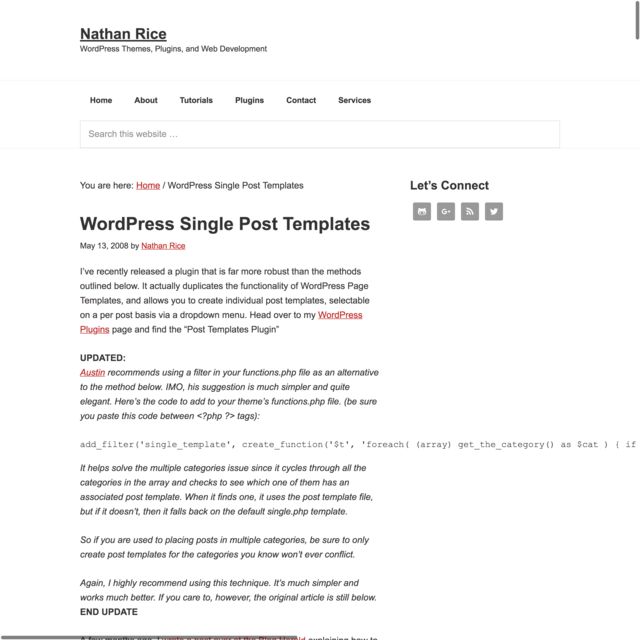 Nathan Rice
WordPress Themes, Plugins, and Web Development
Home About Tutorials Plugins Contact Services
Search this website …
You are here: Home / WordPress Single Post Templates
Let's Connect
WordPress Single Post Templates
May 13, 2008 by Nathan Rice
I've recently released a plugin that is far more robust than the methods
outlined below. It actually duplicates the functionality of WordPress Page
Templates, and allows you to create individual post templates, selectable
on a per post basis via a dropdown menu. Head over to my WordPress
Plugins page and find the “Post Templates Plugin”
UPDATED:
Austin recommends using a filter in your functions.php file as an alternative
to the method below. IMO, his suggestion is much simpler and quite
elegant. Here's the code to add to your theme's functions.php file. (be sure
you paste this code between <?php ?> tags):
add_filter('single_template', create_function('$t', 'foreach( (array) get_the_category() as $cat ) { if
It helps solve the multiple categories issue since it cycles through all the
categories in the array and checks to see which one of them has an
associated post template. When it finds one, it uses the post template file,
but if it doesn't, then it falls back on the default single.php template.
So if you are used to placing posts in multiple categories, be sure to only
create post templates for the categories you know won't ever conflict.
Again, I highly recommend using this technique. It's much simpler and
works much better. If you care to, however, the original article is still below.
END UPDATE
A few months ago, I wrote a post over at the Blog Herald explaining how to